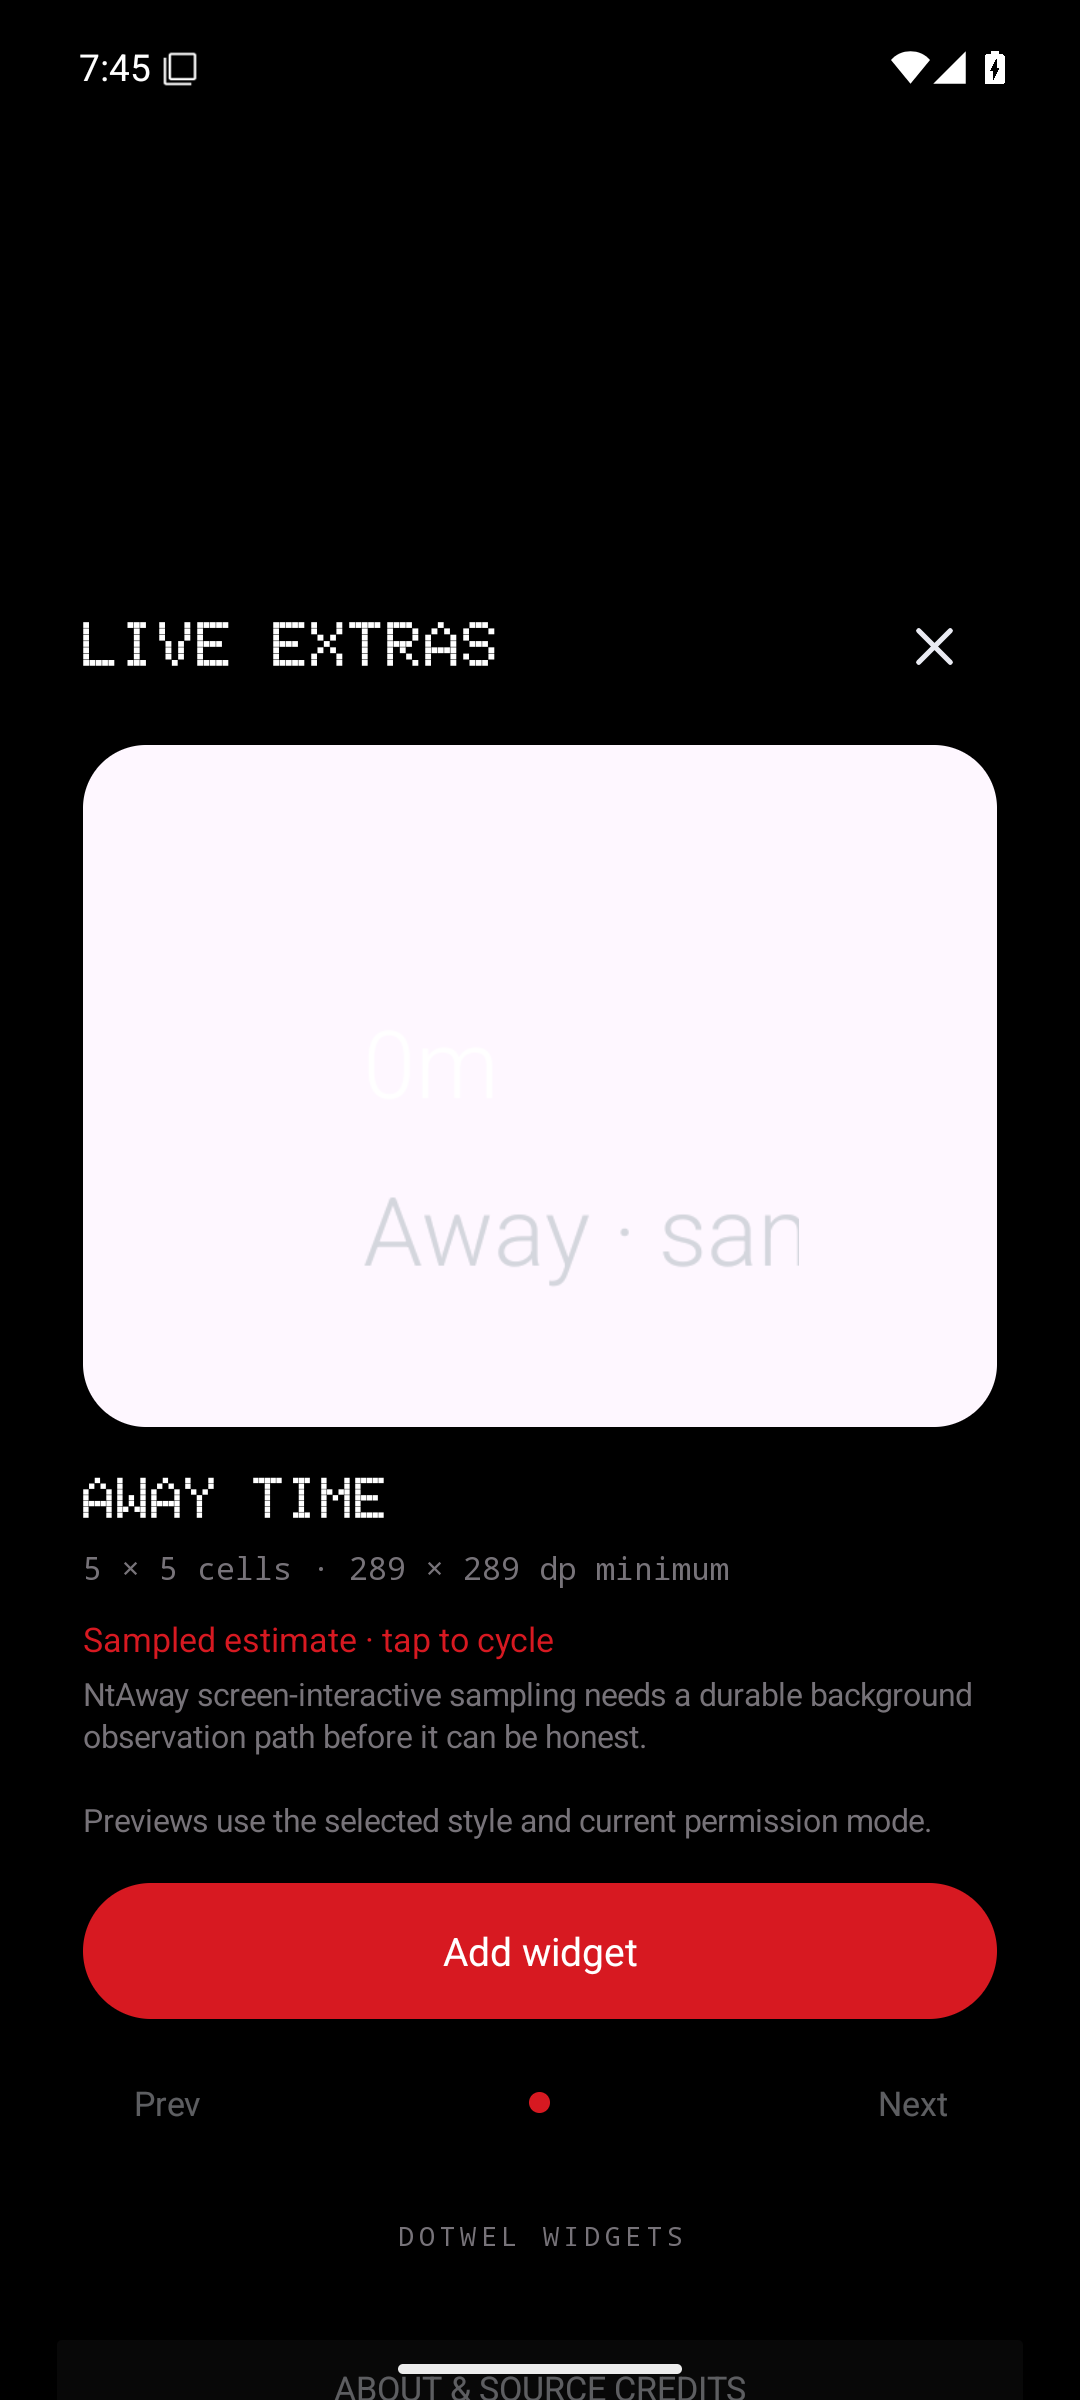 7:45
LIVE EXTRAS
0m
Away · san
AWAY TIME
5 × 5 cells · 289 × 289 dp minimum
Sampled estimate · tap to cycle
NtAway screen-interactive sampling needs a durable background
observation path before it can be honest.
Previews use the selected style and current permission mode.
Add widget
Prev
Next
DOTWEL WIDGETS
ABOUT & SOURCE CREDITS